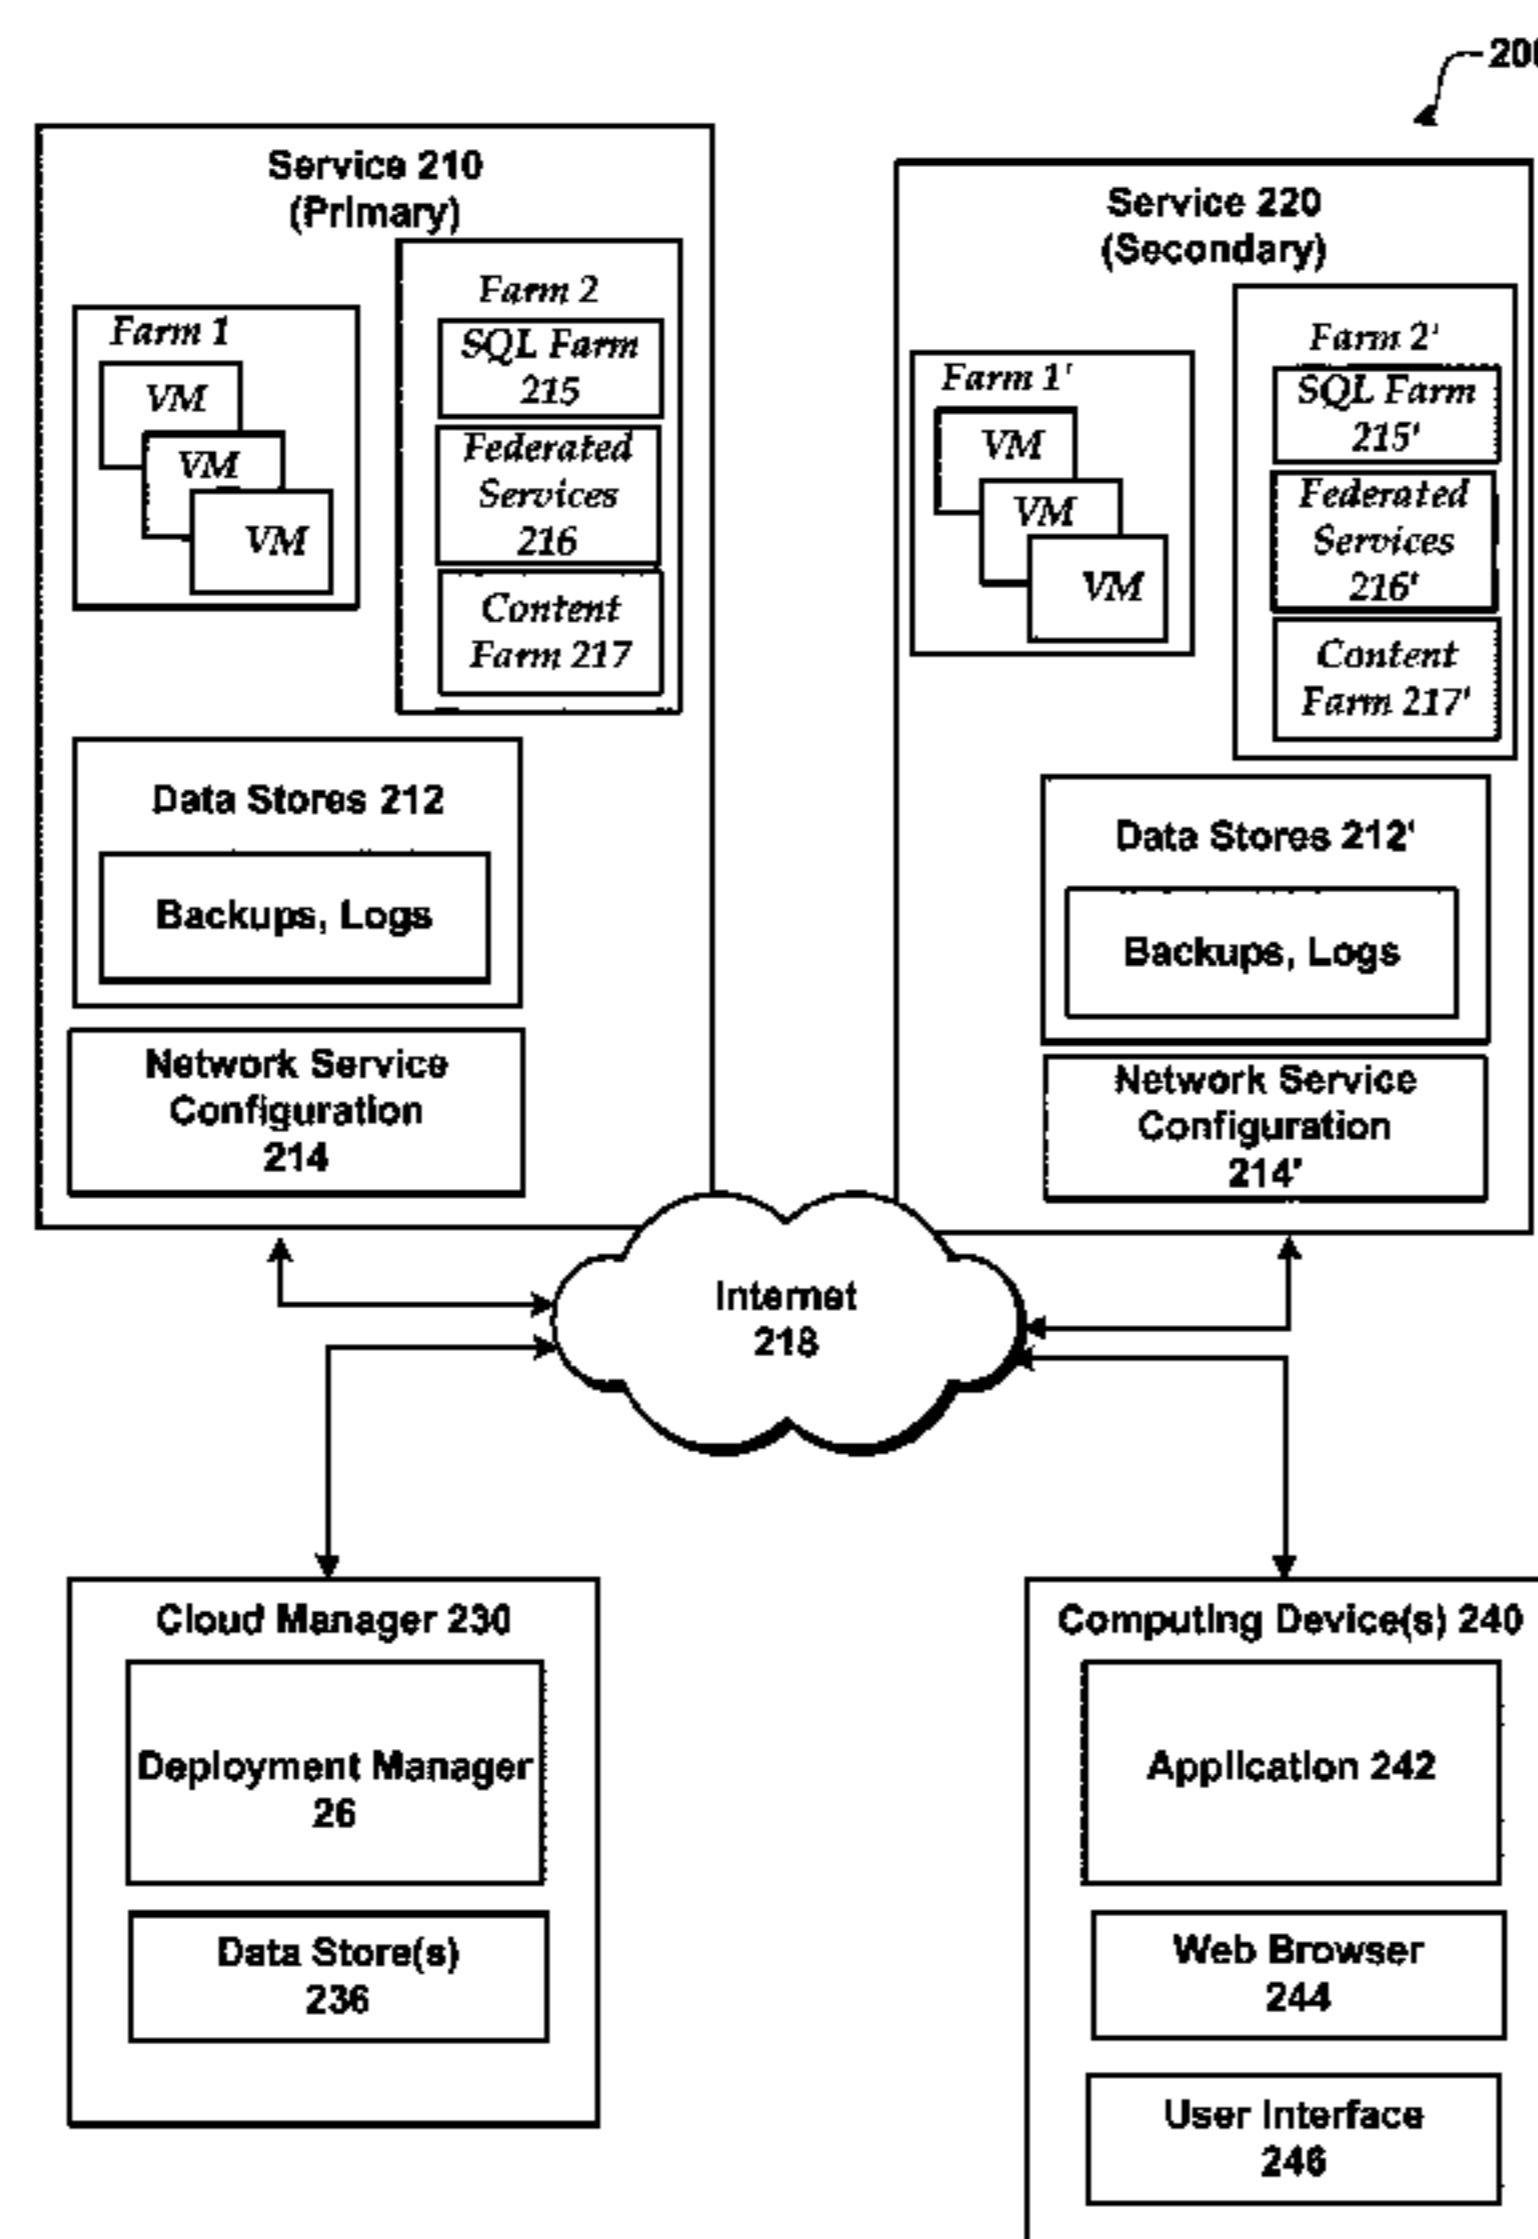 200
Service 210
(Primary)
Farm 1
VM
VM
VM
Farm 2
SQL Farm
215
Federated
Services
216
Content
Farm 217
Data Stores 212
Backups, Logs
Network Service
Configuration
214
Service 220
(Secondary)
Farm 1'
VM
VM
VM
Farm 2'
SQL Farm
215'
Federated
Services
216'
Content
Farm 217'
Data Stores 212'
Backups, Logs
Network Service
Configuration
214'
Internet
218
Cloud Manager 230
Deployment Manager
26
Data Store(s)
236
Computing Device(s) 240
Application 242
Web Browser
244
User Interface
246